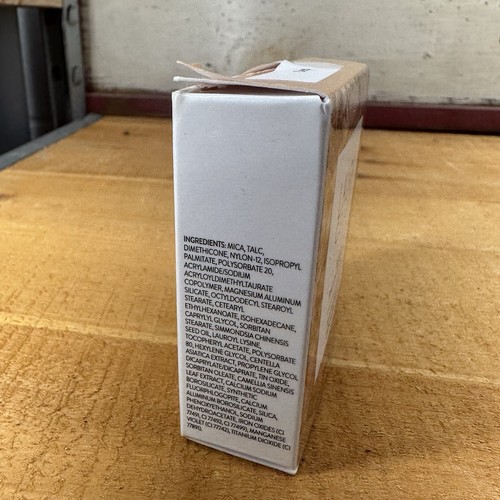 INGREDIENTS: MICA, TALC,
DIMETHICONE, NYLON-12, ISOPROPYL
PALMITATE, POLYSORBATE 20,
ACRYLAMIDE/SODIUM
ACRYLOYLDIMETHYLTAURATE
COPOLYMER, MAGNESIUM ALUMINUM
SILICATE, OCTYLDODECYL STEAROYL
STEARATE, CETEARYL
ETHYLHEXANOATE, ISOHEXADECANE,
CAPRYLYL GLYCOL, SORBITAN
STEARATE, SIMMONDSIA CHINENSIS
SEED OIL, LAUROYL LYSINE,
TOCOPHERYL ACETATE, POLYSORBATE
80, HEXYLENE GLYCOL, CENTELLA
ASIATICA EXTRACT, PROPYLENE GLYCOL
DICAPRYLATE/DICAPRATE, TIN OXIDE,
SORBITAN OLEATE, CAMELLIA SINENSIS
LEAF EXTRACT, CALCIUM SODIUM
BOROSILICATE, SYNTHETIC
FLUORPHLOGOPITE, CALCIUM
ALUMINUM BOROSILICATE, SILICA,
PHENOXYETHANOL, SODIUM
DEHYDROACETATE, IRON OXIDES (CI
77491, CI 77492, CI 77499), MANGANESE
VIOLET (CI 77742), TITANIUM DIOXIDE (CI
77891).